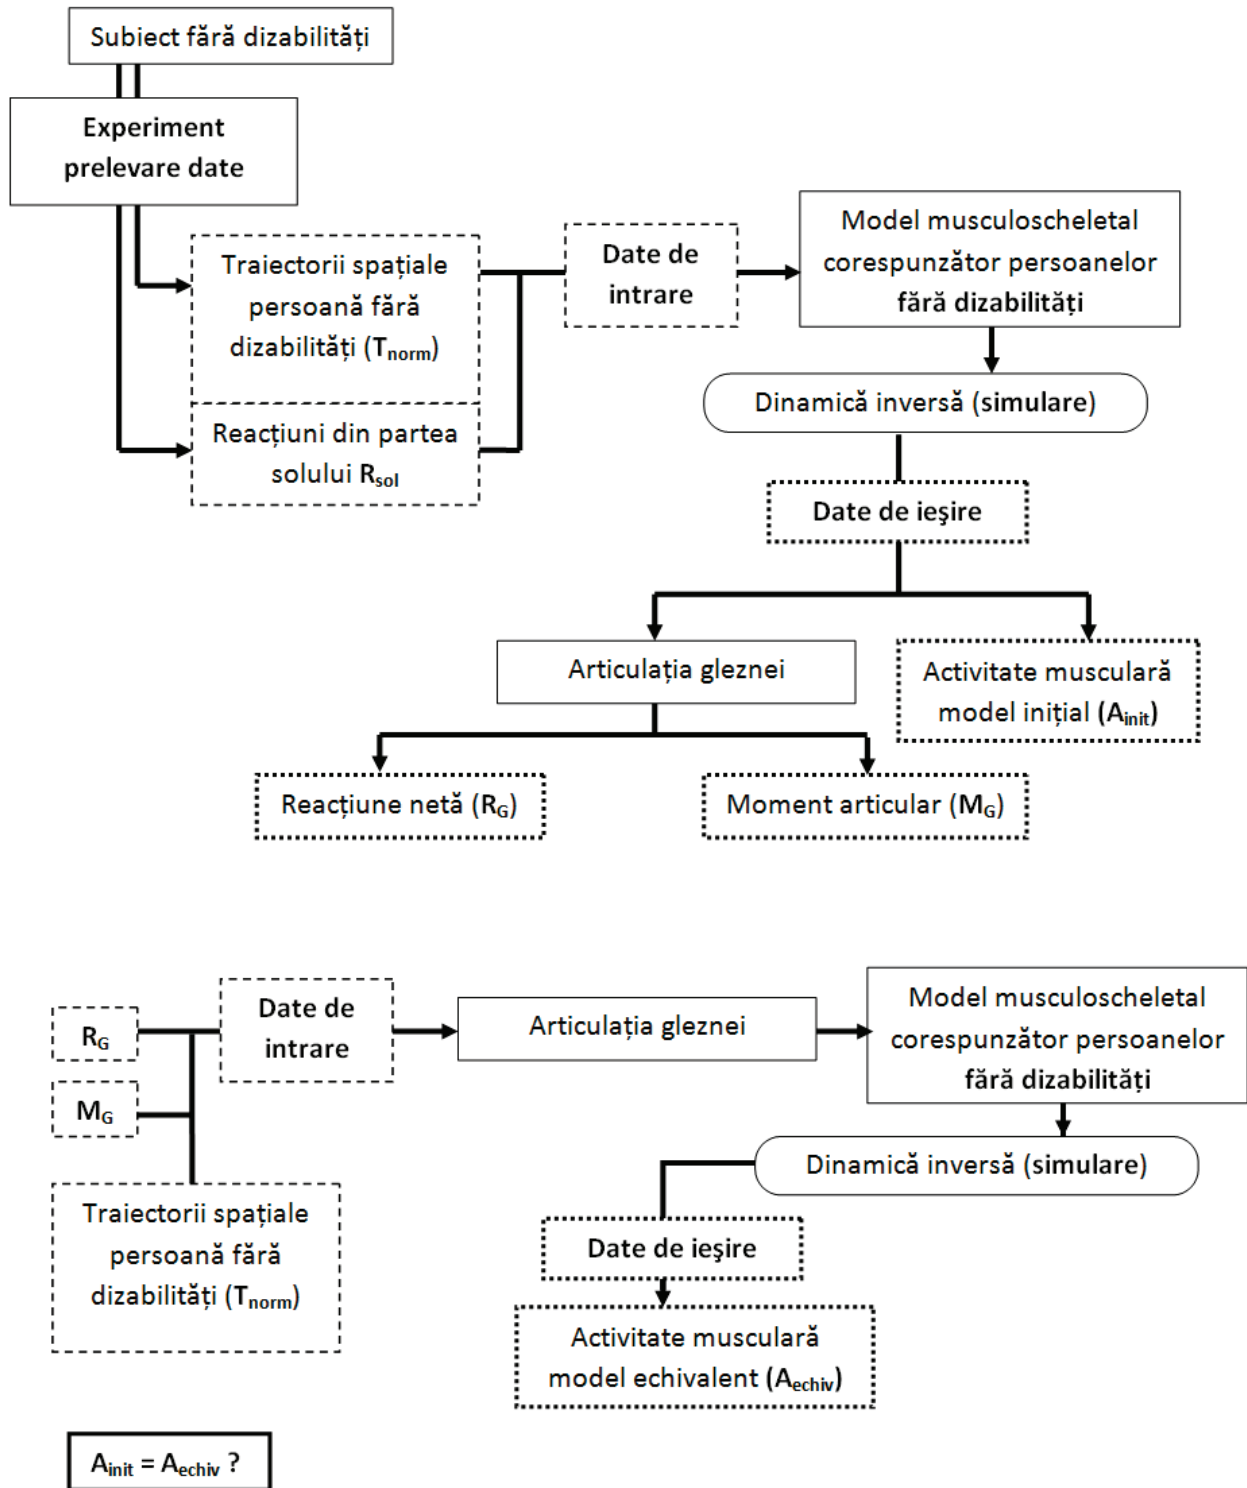 Subiect fără dizabilități
Experiment
prelevare date
Traiectorii spațiale
persoană fără
dizabilități (Tnorm)
Reacțiuni din partea
solului Rsol
Date de
intrare
Model musculoscheletal
corespunzător persoanelor
fără dizabilități
Dinamică inversă (simulare)
Date de ieşire
Articulația gleznei
Activitate musculară
model inițial (Ainit)
Reacțiune netă (RG)
Moment articular (MG)
RG
MG
Traiectorii spațiale
persoană fără
dizabilități (Tnorm)
Date de
intrare
Articulația gleznei
Model musculoscheletal
corespunzător persoanelor
fără dizabilități
Dinamică inversă (simulare)
Date de ieşire
Activitate musculară
model echivalent (Aechiv)
Ainit = Aechiv ?